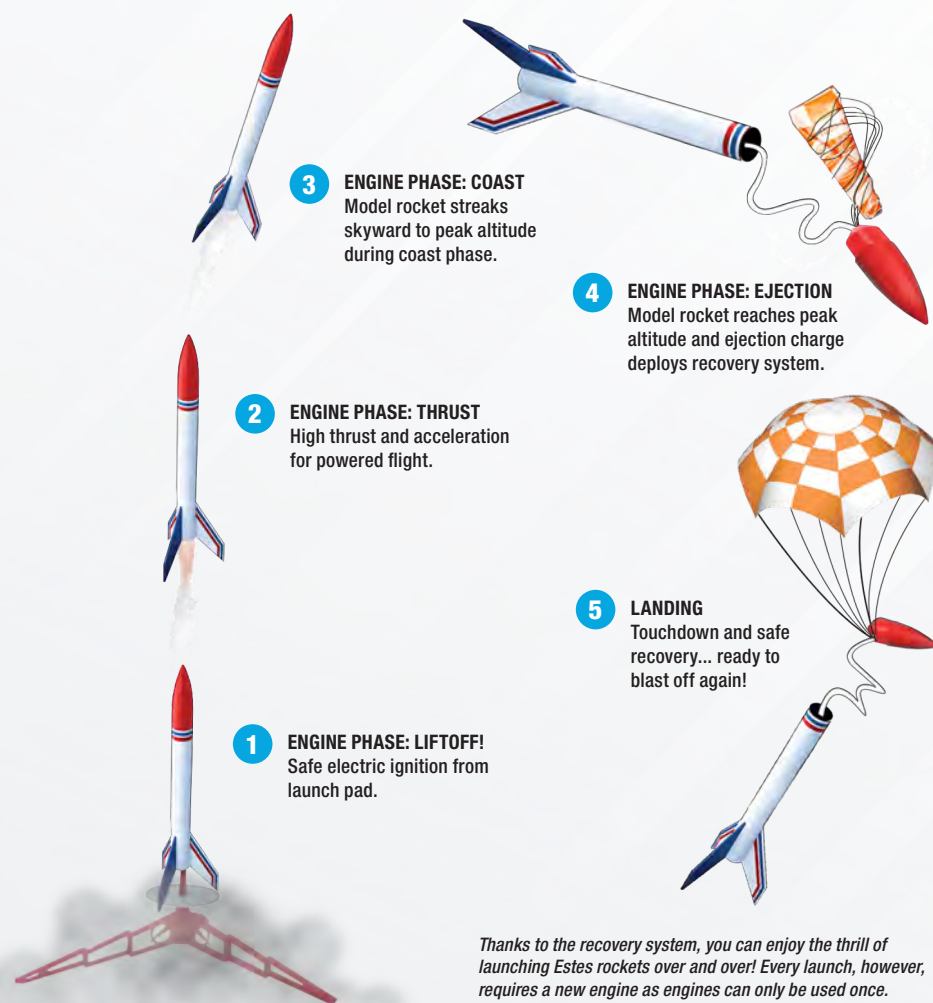 3
ENGINE PHASE: COAST
Model rocket streaks
skyward to peak altitude
during coast phase.
4
ENGINE PHASE: EJECTION
Model rocket reaches peak
altitude and ejection charge
deploys recovery system.
2
ENGINE PHASE: THRUST
High thrust and acceleration
for powered flight.
5
LANDING
Touchdown and safe
recovery... ready to
blast off again!
1
ENGINE PHASE: LIFTOFF!
Safe electric ignition from
launch pad.
Thanks to the recovery system, you can enjoy the thrill of
launching Estes rockets over and over! Every launch, however,
requires a new engine as engines can only be used once.